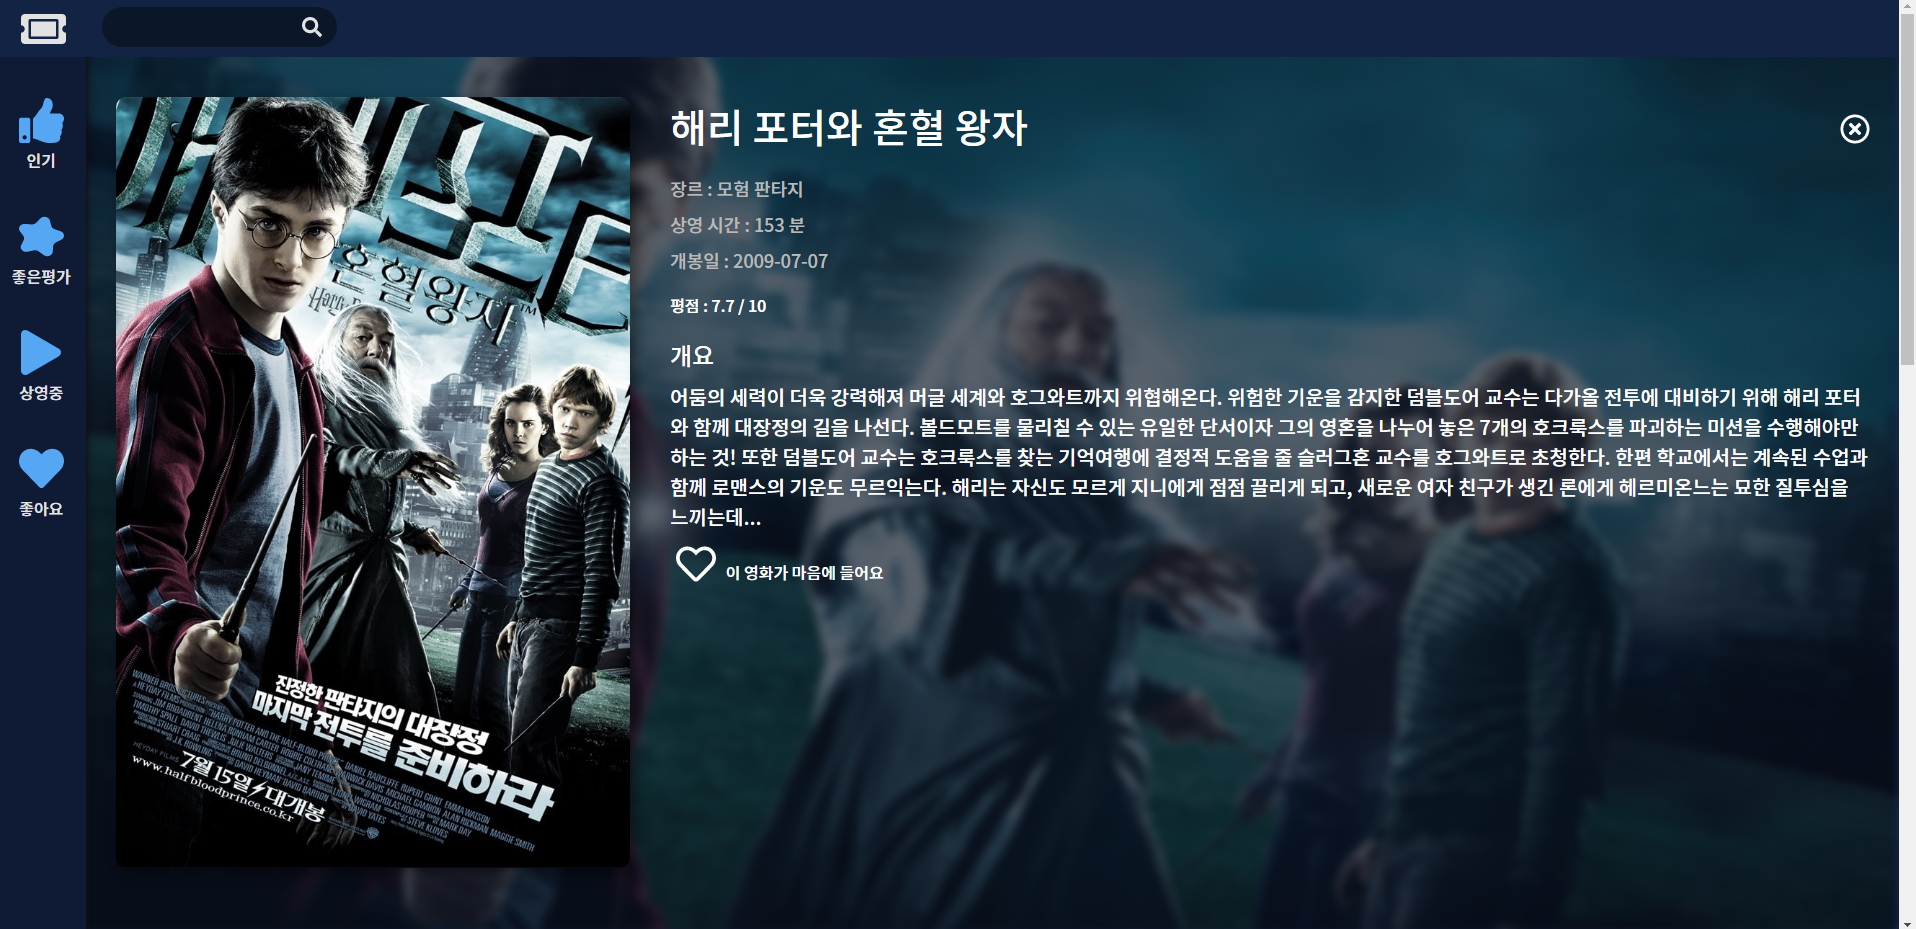 인기
좋은평가
상영중
좋아요
해리 포터와 혼혈 왕자
장르 : 모험 판타지
상영 시간 : 153 분
개봉일 : 2009-07-07
평점 : 7.7 / 10
개요
어둠의 세력이 더욱 강력해져 머글 세계와 호그와트까지 위협해온다. 위험한 기운을 감지한 덤블도어 교수는 다가올 전투에 대비하기 위해 해리 포터
와 함께 대장정의 길을 나선다. 볼드모트를 물리칠 수 있는 유일한 단서이자 그의 영혼을 나누어 놓은 7개의 호크룩스를 파괴하는 미션을 수행해야만
하는 것! 또한 덤블도어 교수는 호크룩스를 찾는 기억여행에 결정적 도움을 줄 슬러그혼 교수를 호그와트로 초청한다. 한편 학교에서는 계속된 수업과
함께 로맨스의 기운도 무르익는다. 해리는 자신도 모르게 지니에게 점점 끌리게 되고, 새로운 여자 친구가 생긴 론에게 헤르미온느는 묘한 질투심을
느끼는데...
이 영화가 마음에 들어요
해리포터
혼혈왕자
진정한 판타지의 대장정
마지막 전투를 준비하라
7월 15일 대개봉
www.halfbloodprince.co.kr